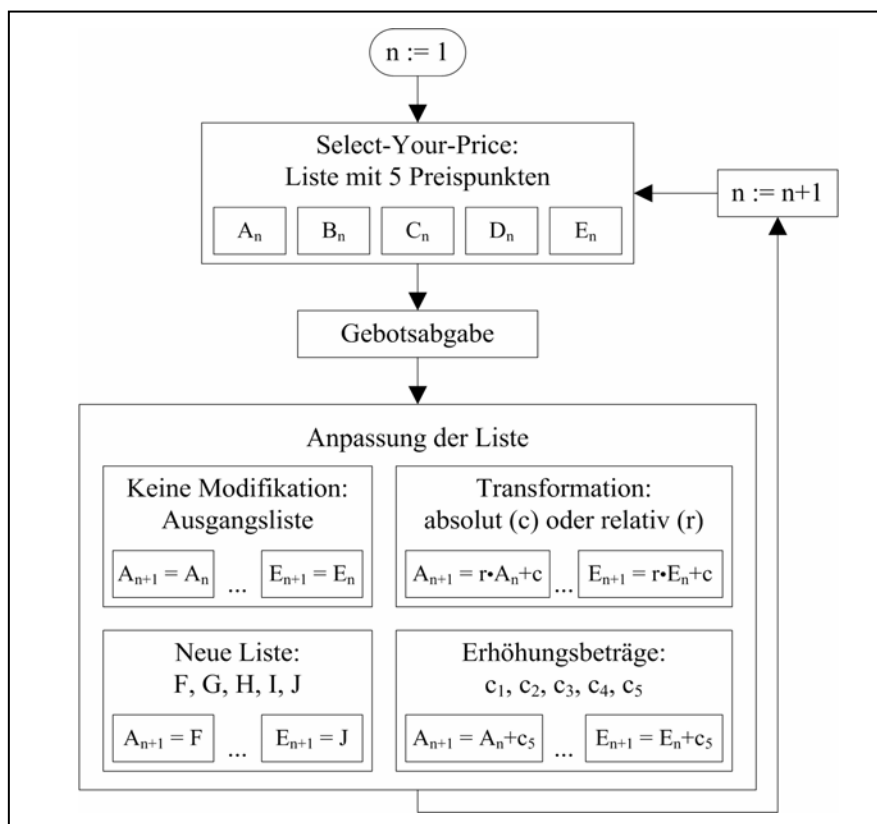 n := 1
Select-Your-Price:
Liste mit 5 Preispunkten
Aₙ Bₙ Cₙ Dₙ Eₙ
n := n+1
Gebotsabgabe
Anpassung der Liste
Keine Modifikation:
Ausgangsliste
Aₙ₊₁ = Aₙ ... Eₙ₊₁ = Eₙ
Transformation:
absolut (c) oder relativ (r)
Aₙ₊₁ = r•Aₙ+c ... Eₙ₊₁ = r•Eₙ+c
Neue Liste:
F, G, H, I, J
Aₙ₊₁ = F ... Eₙ₊₁ = J
Erhöhungsbeträge:
c₁, c₂, c₃, c₄, c₅
Aₙ₊₁ = Aₙ+c₅ ... Eₙ₊₁ = Eₙ+c₅